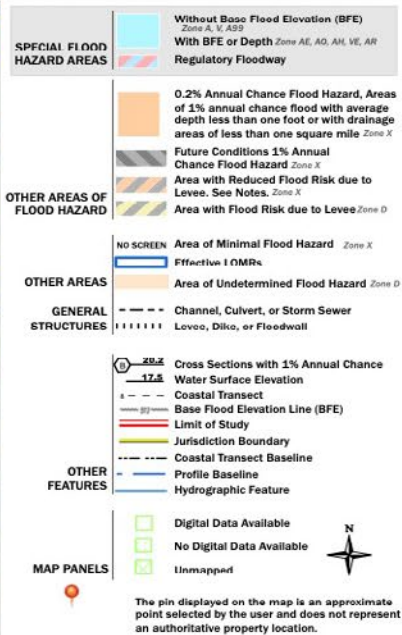 SPECIAL FLOOD
HAZARD AREAS
Without Base Flood Elevation (BFE)
Zone A, V, A99
With BFE or Depth Zone AE, AO, AH, VE, AR
Regulatory Floodway
OTHER AREAS OF
FLOOD HAZARD
0.2% Annual Chance Flood Hazard, Areas
of 1% annual chance flood with average
depth less than one foot or with drainage
areas of less than one square mile Zone X
Future Conditions 1% Annual
Chance Flood Hazard Zone X
Area with Reduced Flood Risk due to
Levee. See Notes. Zone X
Area with Flood Risk due to Levee Zone D
OTHER AREAS
NO SCREEN Area of Minimal Flood Hazard Zone X
Effective LOMRs
Area of Undetermined Flood Hazard Zone D
GENERAL
STRUCTURES
Channel, Culvert, or Storm Sewer
Levee, Dike, or Floodwall
OTHER
FEATURES
B 20.2 Cross Sections with 1% Annual Chance
17.5 Water Surface Elevation
Coastal Transect
Base Flood Elevation Line (BFE)
Limit of Study
Jurisdiction Boundary
Coastal Transect Baseline
Profile Baseline
Hydrographic Feature
MAP PANELS
Digital Data Available
No Digital Data Available
Unmapped
N
The pin displayed on the map is an approximate
point selected by the user and does not represent
an authoritative property location.